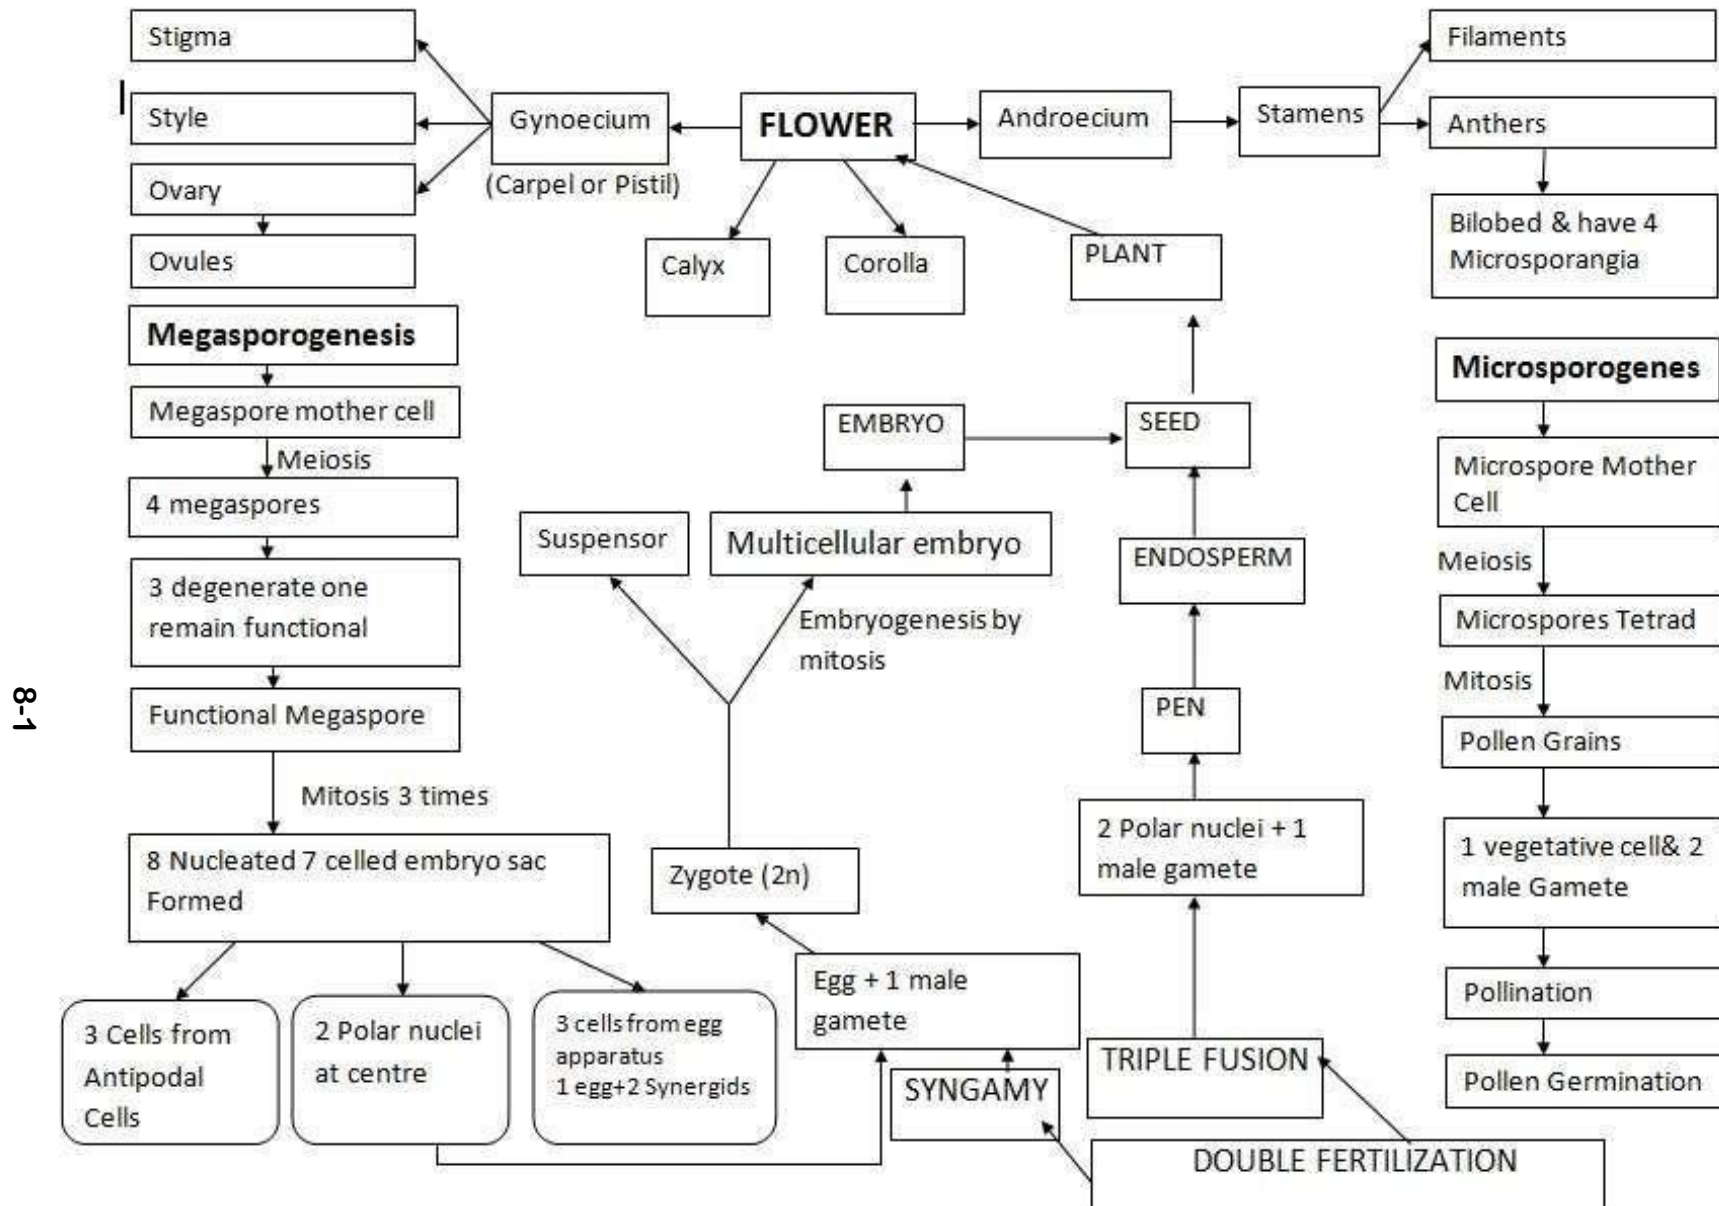 Stigma
Style
Ovary
Ovules
Gynoecium
(Carpel or Pistil)
FLOWER
Calyx
Corolla
Androecium
Stamens
Filaments
Anthers
Bilobed & have 4
Microsporangia
PLANT
Megasporogenesis
Megaspore mother cell
Meiosis
4 megaspores
3 degenerate one
remain functional
Functional Megaspore
Mitosis 3 times
8 Nucleated 7 celled embryo sac
Formed
3 Cells from
Antipodal
Cells
2 Polar nuclei
at centre
3 cells from egg
apparatus
1 egg+2 Synergids
EMBRYO
SEED
Suspensor
Multicellular embryo
Embryogenesis by
mitosis
ENDOSPERM
PEN
2 Polar nuclei + 1
male gamete
Zygote (2n)
Egg + 1 male
gamete
SYNGAMY
TRIPLE FUSION
DOUBLE FERTILIZATION
Microsporogenes
Microspore Mother
Cell
Meiosis
Microspores Tetrad
Mitosis
Pollen Grains
1 vegetative cell& 2
male Gamete
Pollination
Pollen Germination
8-1